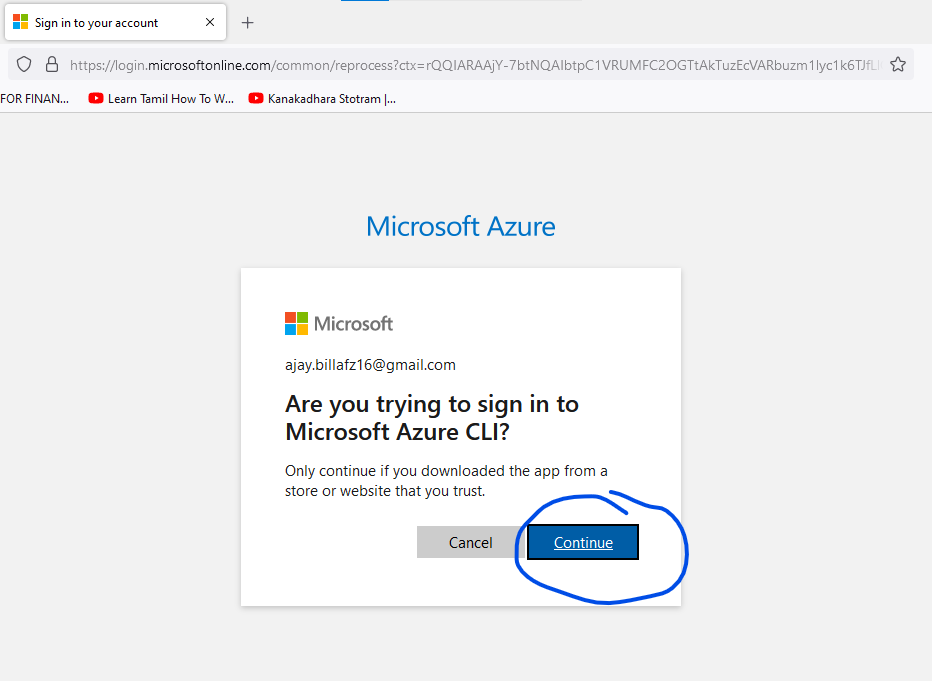 Sign in to your account
https://login.microsoftonline.com/common/reprocess?ctx=
FOR FINAN... Learn Tamil How To W... Kanakadhara Stotram |...
Microsoft Azure
Microsoft
ajay.billafz16@gmail.com
Are you trying to sign in to
Microsoft Azure CLI?
Only continue if you downloaded the app from a
store or website that you trust.
Cancel Continue